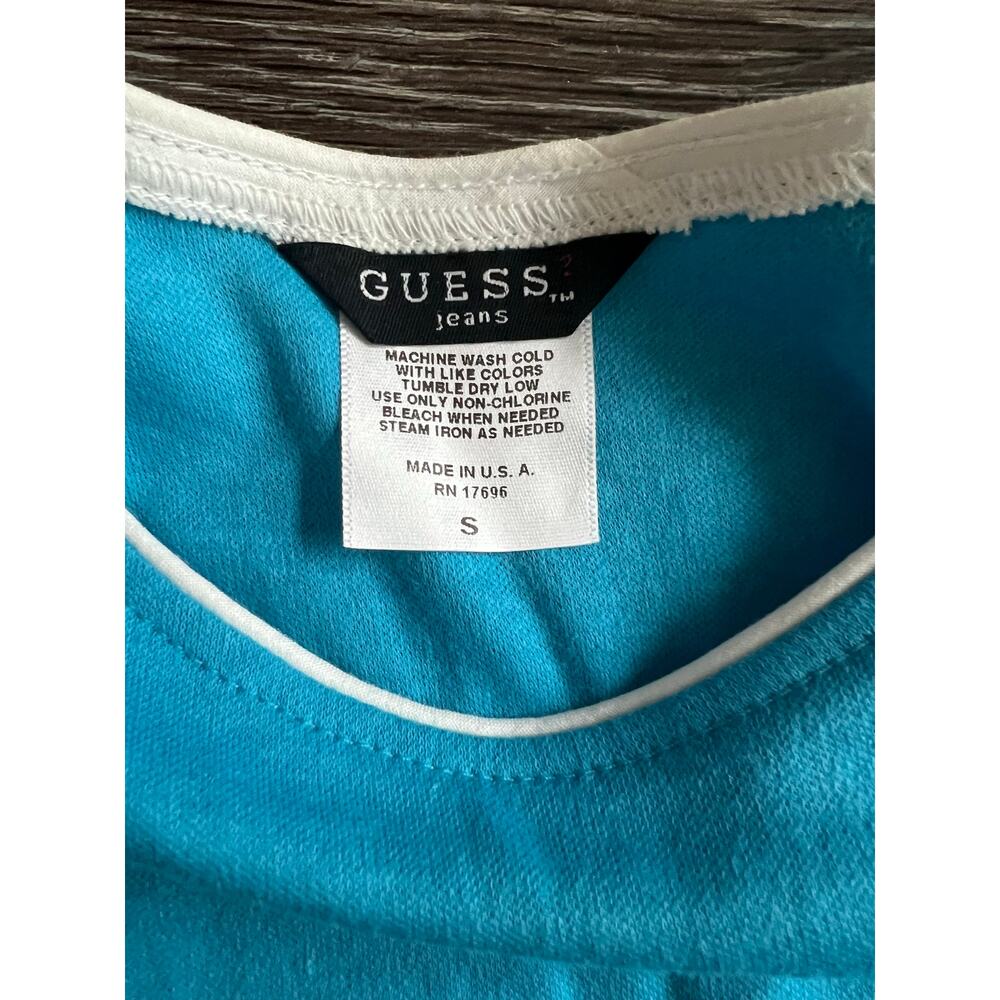 GUESS?™
jeans
MACHINE WASH COLD
WITH LIKE COLORS
TUMBLE DRY LOW
USE ONLY NON-CHLORINE
BLEACH WHEN NEEDED
STEAM IRON AS NEEDED
MADE IN U.S. A.
RN 17696
S